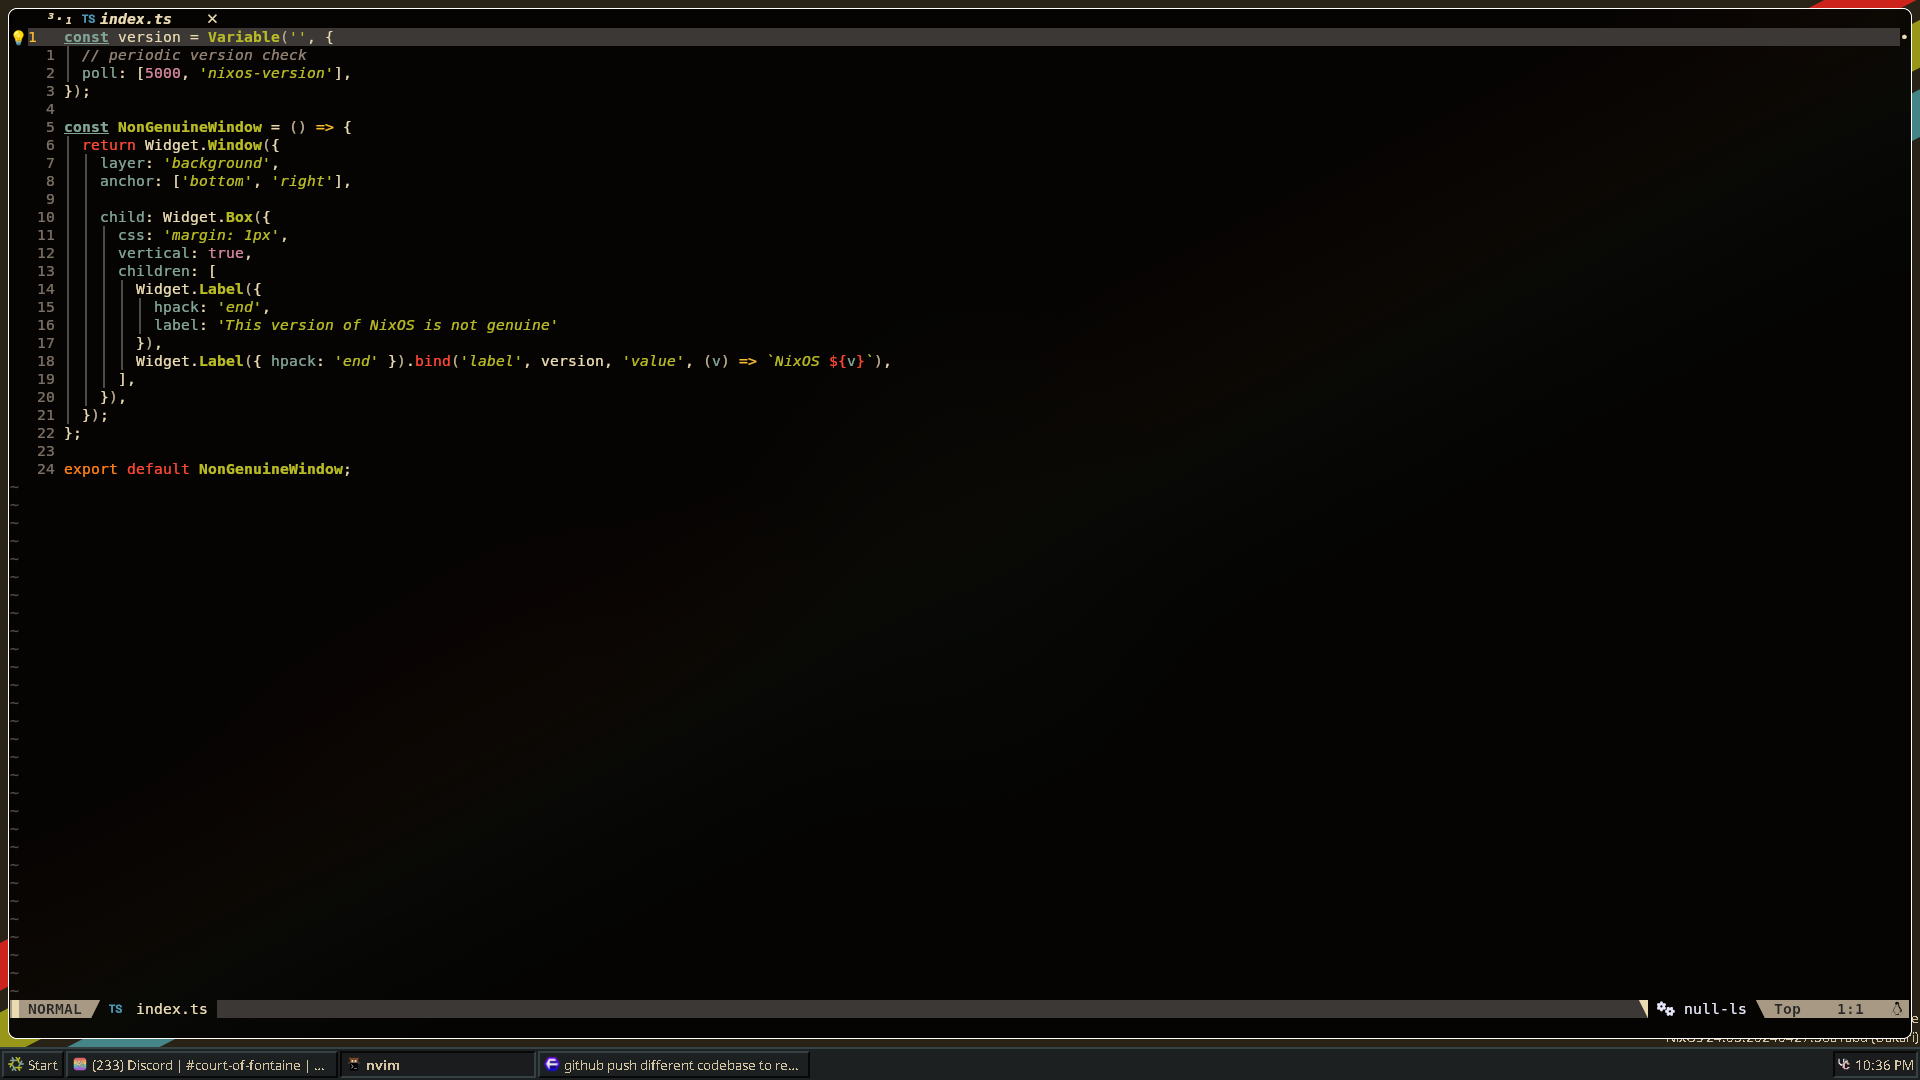 ³·₁ TS index.ts ✕
1 const version = Variable('', {
1 // periodic version check
2 poll: [5000, 'nixos-version'],
3 });
4
5 const NonGenuineWindow = () => {
6 return Widget.Window({
7 layer: 'background',
8 anchor: ['bottom', 'right'],
9
10 child: Widget.Box({
11 css: 'margin: 1px',
12 vertical: true,
13 children: [
14 Widget.Label({
15 hpack: 'end',
16 label: 'This version of NixOS is not genuine'
17 }),
18 Widget.Label({ hpack: 'end' }).bind('label', version, 'value', (v) => `NixOS ${v}`),
19 ],
20 }),
21 });
22 };
23
24 export default NonGenuineWindow;
NORMAL TS index.ts null-ls Top 1:1
Start (233) Discord | #court-of-fontaine | ... nvim github push different codebase to re... 10:36 PM